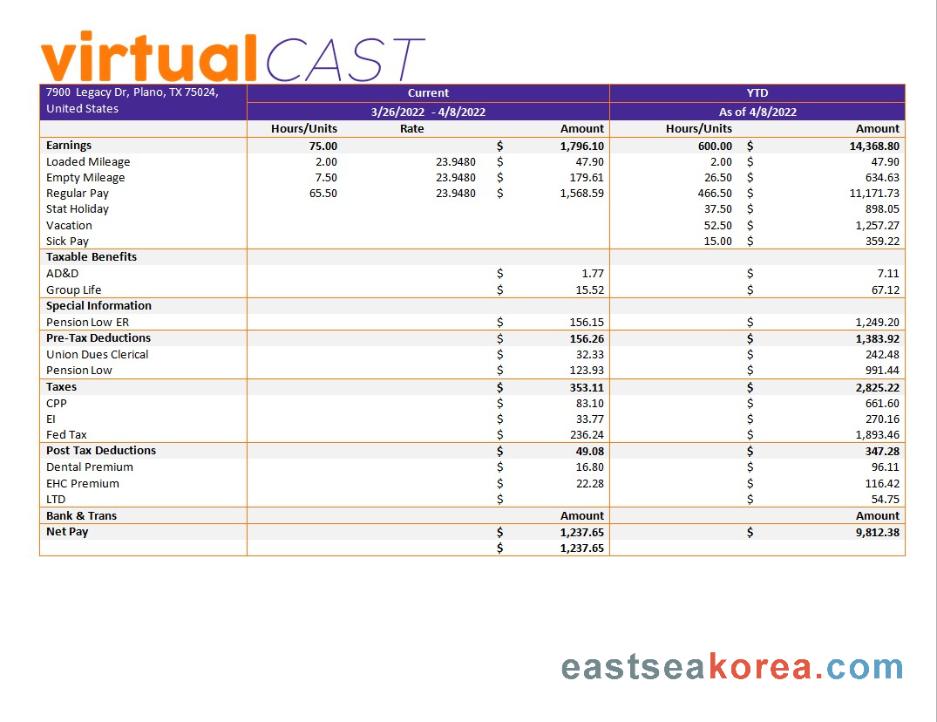 virtualCAST
7900 Legacy Dr, Plano, TX 75024, Current YTD
United States 3/26/2022 - 4/8/2022 As of 4/8/2022
Hours/Units Rate Amount Hours/Units Amount
Earnings 75.00 $ 1,796.10 600.00 $ 14,368.80
Loaded Mileage 2.00 23.9480 $ 47.90 2.00 $ 47.90
Empty Mileage 7.50 23.9480 $ 179.61 26.50 $ 634.63
Regular Pay 65.50 23.9480 $ 1,568.59 466.50 $ 11,171.73
Stat Holiday 37.50 $ 898.05
Vacation 52.50 $ 1,257.27
Sick Pay 15.00 $ 359.22
Taxable Benefits
AD&D $ 1.77 $ 7.11
Group Life $ 15.52 $ 67.12
Special Information
Pension Low ER $ 156.15 $ 1,249.20
Pre-Tax Deductions $ 156.26 $ 1,383.92
Union Dues Clerical $ 32.33 $ 242.48
Pension Low $ 123.93 $ 991.44
Taxes $ 353.11 $ 2,825.22
CPP $ 83.10 $ 661.60
EI $ 33.77 $ 270.16
Fed Tax $ 236.24 $ 1,893.46
Post Tax Deductions $ 49.08 $ 347.28
Dental Premium $ 16.80 $ 96.11
EHC Premium $ 22.28 $ 116.42
LTD $ $ 54.75
Bank & Trans Amount Amount
Net Pay $ 1,237.65 $ 9,812.38
$ 1,237.65
eastseakorea.com